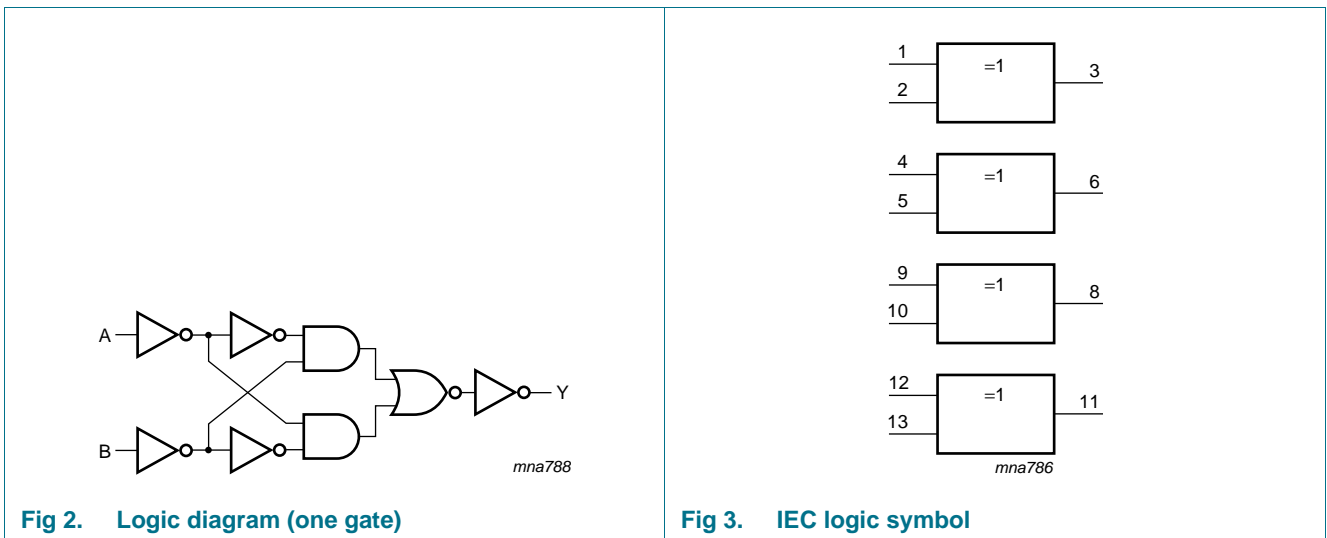 A
B
Y
mna788
Fig 2. Logic diagram (one gate)
1
2
=1
3
4
5
=1
6
9
10
=1
8
12
13
=1
11
mna786
Fig 3. IEC logic symbol